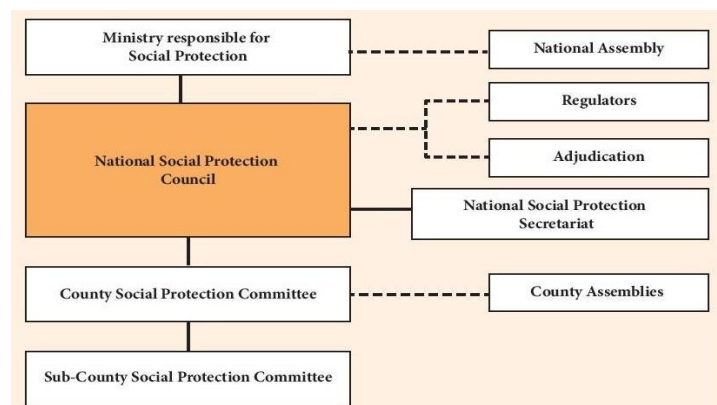 Ministry responsible for
Social Protection
National Assembly
Regulators
National Social Protection
Council
Adjudication
National Social Protection
Secretariat
County Social Protection Committee
County Assemblies
Sub-County Social Protection Committee